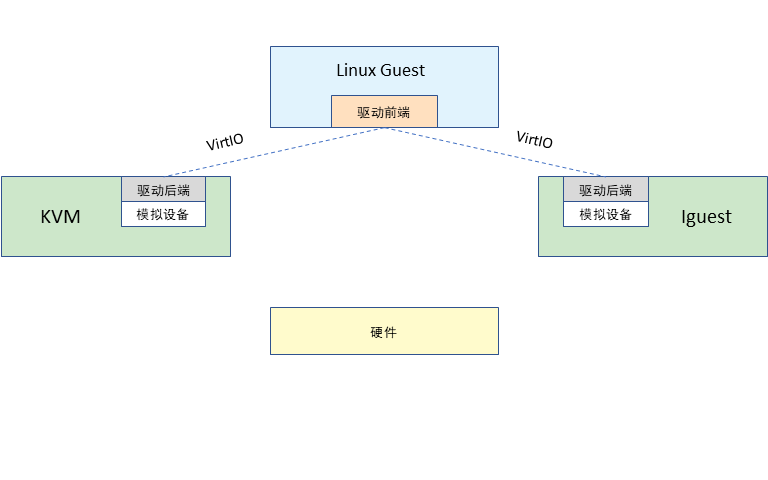 Linux Guest
驱动前端
VirtIO
VirtIO
KVM
驱动后端
模拟设备
驱动后端
模拟设备
Iguest
硬件